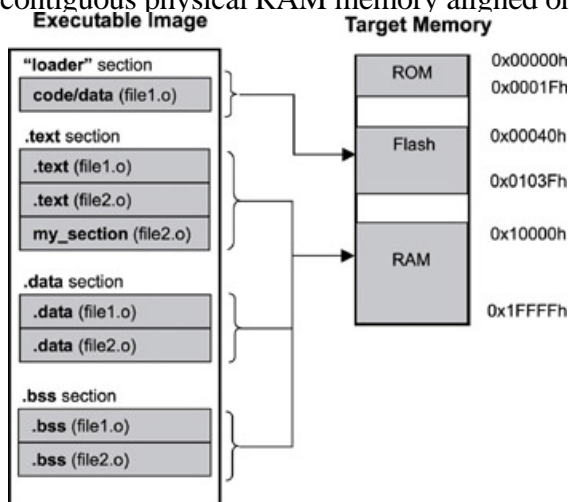 contiguous physical RAM memory aligned on
Executable Image
Target Memory
"loader" section
code/data (file1.o)
.text section
.text (file1.o)
.text (file2.o)
my_section (file2.o)
.data section
.data (file1.o)
.data (file2.o)
.bss section
.bss (file1.o)
.bss (file2.o)
ROM
Flash
RAM
0x00000h
0x0001Fh
0x00040h
0x0103Fh
0x10000h
0x1FFFFh